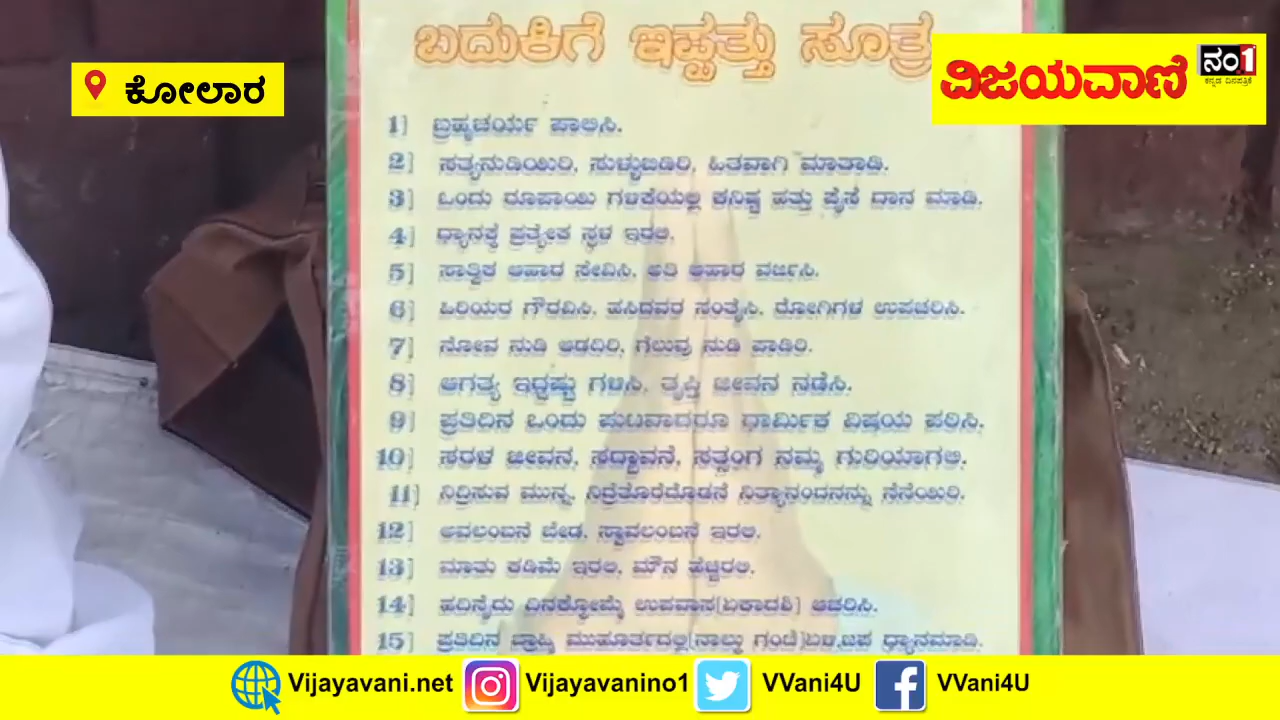 ಬದುಕಿಗೆ ಇಪ್ಪತ್ತು ಸೂತ್ರ
ಕೋಲಾರ
ವಿಜಯವಾಣಿ ನಂ.1
ಕನ್ನಡ ದಿನಪತ್ರಿಕೆ
1] ಬ್ರಹ್ಮಚರ್ಯ ಪಾಲಿಸಿ.
2] ಸತ್ಯನುಡಿಯಿರಿ, ಸುಳ್ಳುಬಿಡಿರಿ, ಹಿತವಾಗಿ ಮಾತಾಡಿ.
3] ಒಂದು ರೂಪಾಯಿ ಗಳಿಕೆಯಲ್ಲಿ ಕನಿಷ್ಟ ಹತ್ತು ಪೈಸೆ ದಾನ ಮಾಡಿ.
4] ಧ್ಯಾನಕ್ಕೆ ಪ್ರತ್ಯೇಕ ಸ್ಥಳ ಇರಲಿ.
5] ಸಾತ್ವಿಕ ಆಹಾರ ಸೇವಿಸಿ, ಅತಿ ಆಹಾರ ವರ್ಜಿಸಿ.
6] ಹಿರಿಯರ ಗೌರವಿಸಿ, ಹಸಿದವರ ಸಂತೈಸಿ, ರೋಗಿಗಳ ಉಪಚರಿಸಿ.
7] ನೋವ ನುಡಿ ಆಡದಿರಿ, ಗೆಲುವು ನುಡಿ ಪಾಡಿರಿ.
8] ಅಗತ್ಯ ಇದ್ದಷ್ಟು ಗಳಿಸಿ, ತೃಪ್ತಿ ಜೀವನ ನಡೆಸಿ.
9] ಪ್ರತಿದಿನ ಒಂದು ಪುಟವಾದರೂ ಧಾರ್ಮಿಕ ವಿಷಯ ಪಠಿಸಿ.
10] ಸರಳ ಜೀವನ, ಸದ್ಭಾವನೆ, ಸತ್ಸಂಗ ನಮ್ಮ ಗುರಿಯಾಗಲಿ.
11] ನಿದ್ರಿಸುವ ಮುನ್ನ, ನಿದ್ರೆತೊರೆದೊಡನೆ ನಿತ್ಯಾನಂದನನ್ನು ನೆನೆಯಿರಿ.
12] ಅವಲಂಬನೆ ಬೇಡ, ಸ್ವಾವಲಂಬನೆ ಇರಲಿ.
13] ಮಾತು ಕಡಿಮೆ ಇರಲಿ, ಮೌನ ಹೆಚ್ಚಿರಲಿ.
14] ಹದಿನೈದು ದಿನಕ್ಕೊಮ್ಮೆ ಉಪವಾಸ[ಏಕಾದಶಿ] ಆಚರಿಸಿ.
15] ಪ್ರತಿದಿನ ಬ್ರಾಹ್ಮಿ ಮುಹೂರ್ತದಲ್ಲಿ[ನಾಲ್ಕು ಗಂಟೆ]ಏಳಿ,ಜಪ ಧ್ಯಾನಮಾಡಿ.
Vijayavani.net Vijayavanino1 VVani4U VVani4U